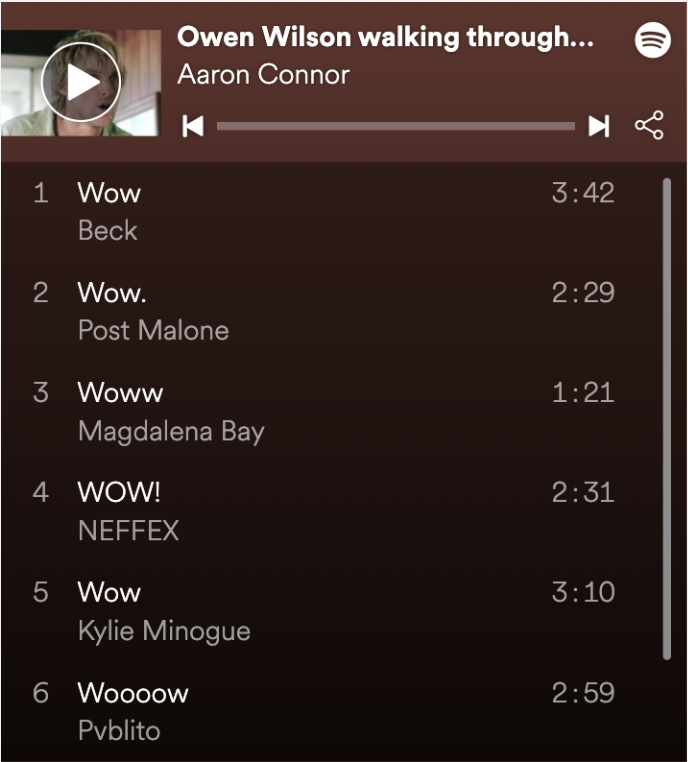 Owen Wilson walking through...
Aaron Connor
1 Wow 3:42
Beck
2 Wow. 2:29
Post Malone
3 Woww 1:21
Magdalena Bay
4 WOW! 2:31
NEFFEX
5 Wow 3:10
Kylie Minogue
6 Woooow 2:59
Pvblito